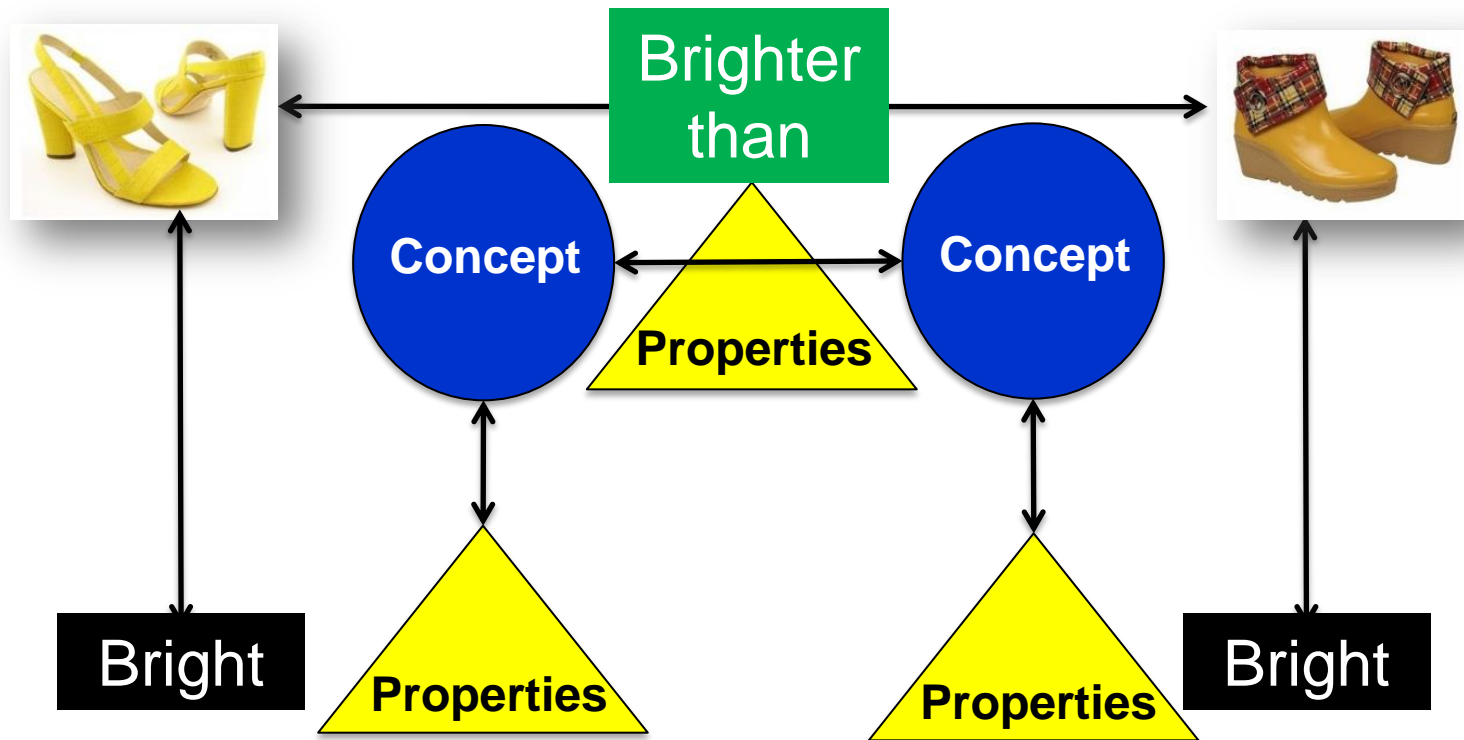 Brighter
than
Concept
Concept
Properties
Bright
Properties
Properties
Bright